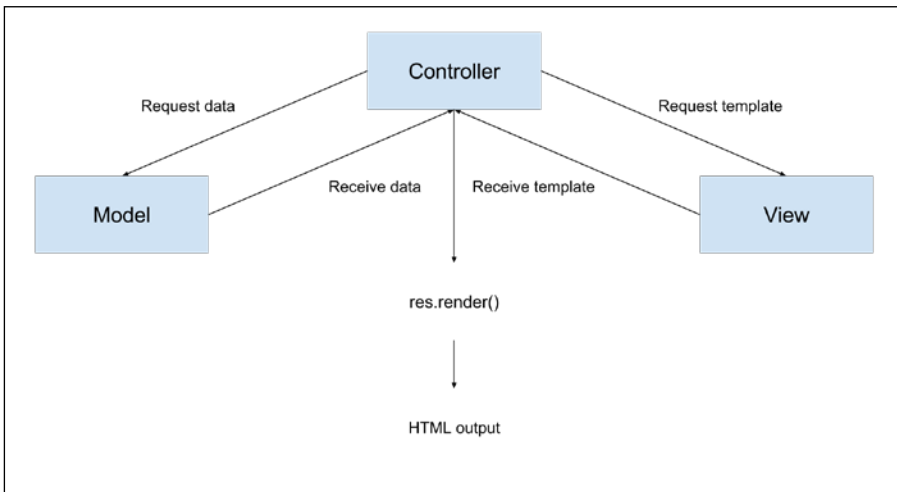 Controller
Request data
Request template
Receive data
Receive template
Model
View
res.render()
HTML output